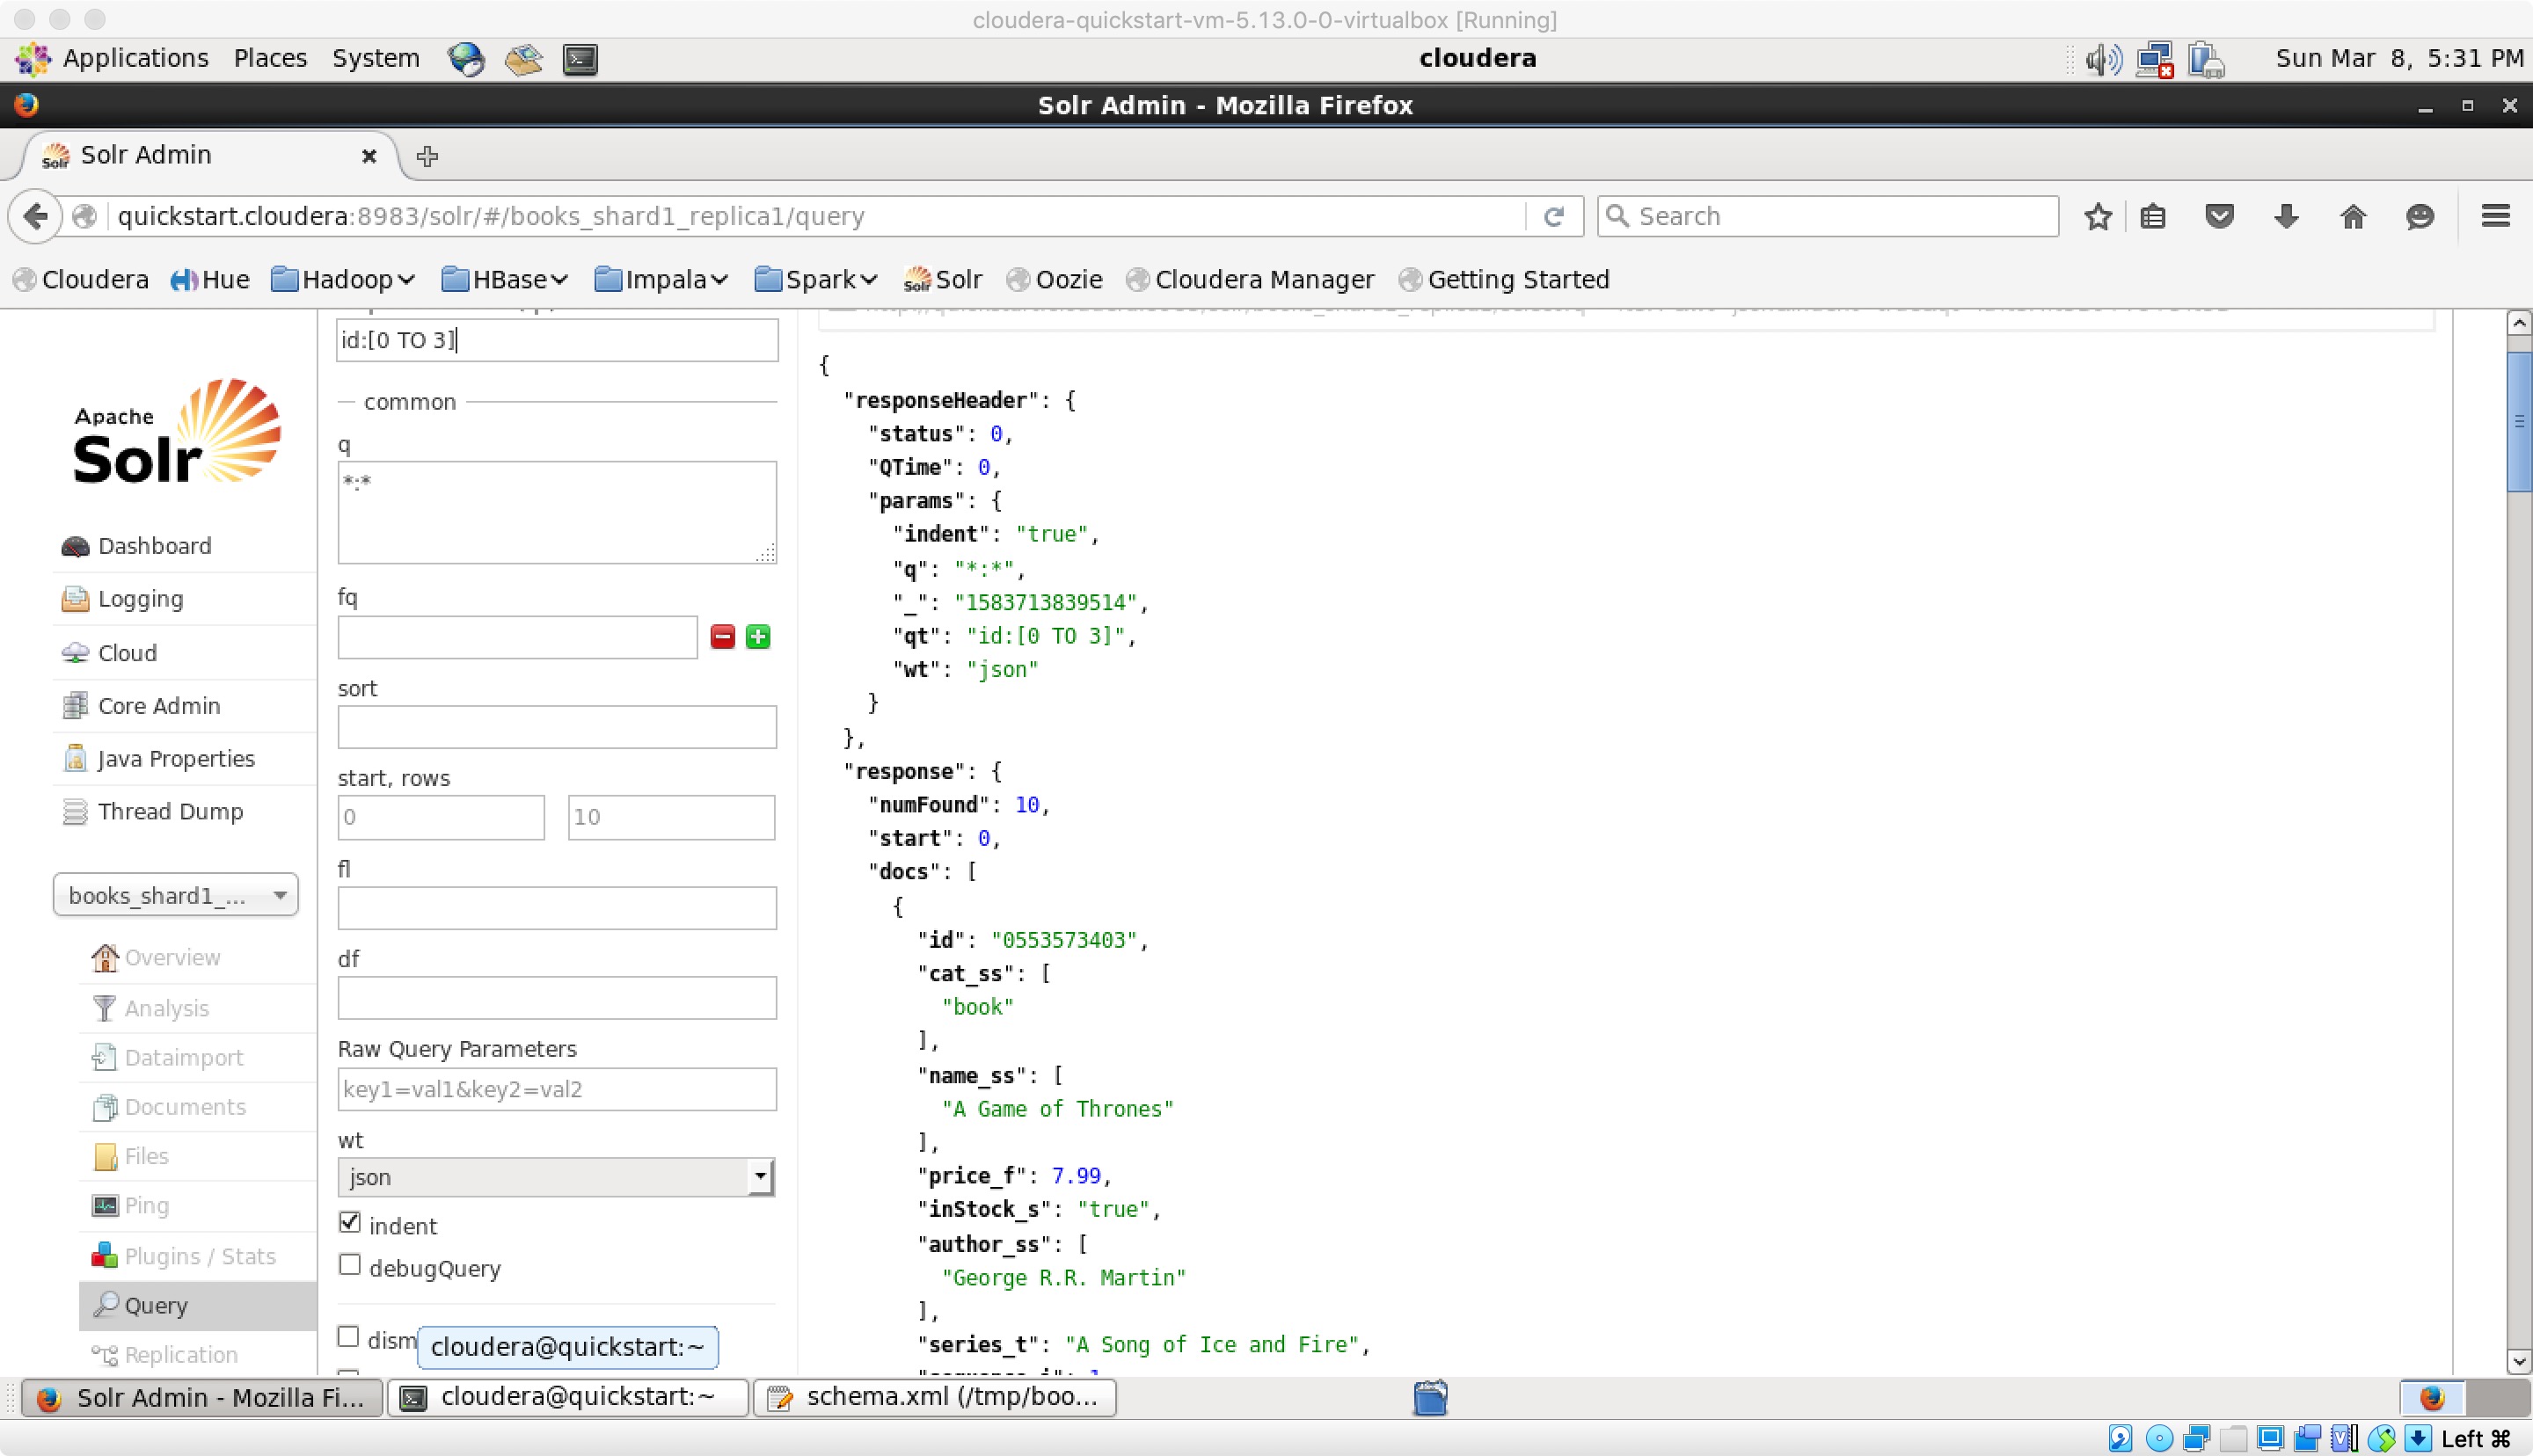 cloudera-quickstart-vm-5.13.0-0-virtualbox [Running]
Applications Places System cloudera Sun Mar 8, 5:31 PM
Solr Admin - Mozilla Firefox
Solr Admin
quickstart.cloudera:8983/solr/#/books_shard1_replica1/query
Search
Cloudera Hue Hadoop HBase Impala Spark Solr Oozie Cloudera Manager Getting Started
Apache
Solr
Dashboard
Logging
Cloud
Core Admin
Java Properties
Thread Dump
books_shard1_...
Overview
Analysis
Dataimport
Documents
Files
Ping
Plugins / Stats
Query
Replication
id:[0 TO 3]
common
q
*:*
fq
sort
start, rows
0 10
fl
df
Raw Query Parameters
key1=val1&key2=val2
wt
json
indent
debugQuery
dism
cloudera@quickstart:~
{
"responseHeader": {
"status": 0,
"QTime": 0,
"params": {
"indent": "true",
"q": "*:*",
"_": "1583713839514",
"qt": "id:[0 TO 3]",
"wt": "json"
}
},
"response": {
"numFound": 10,
"start": 0,
"docs": [
{
"id": "0553573403",
"cat_ss": [
"book"
],
"name_ss": [
"A Game of Thrones"
],
"price_f": 7.99,
"inStock_s": "true",
"author_ss": [
"George R.R. Martin"
],
"series_t": "A Song of Ice and Fire",
Solr Admin - Mozilla Fi... cloudera@quickstart:~ schema.xml (/tmp/boo...
Left ⌘